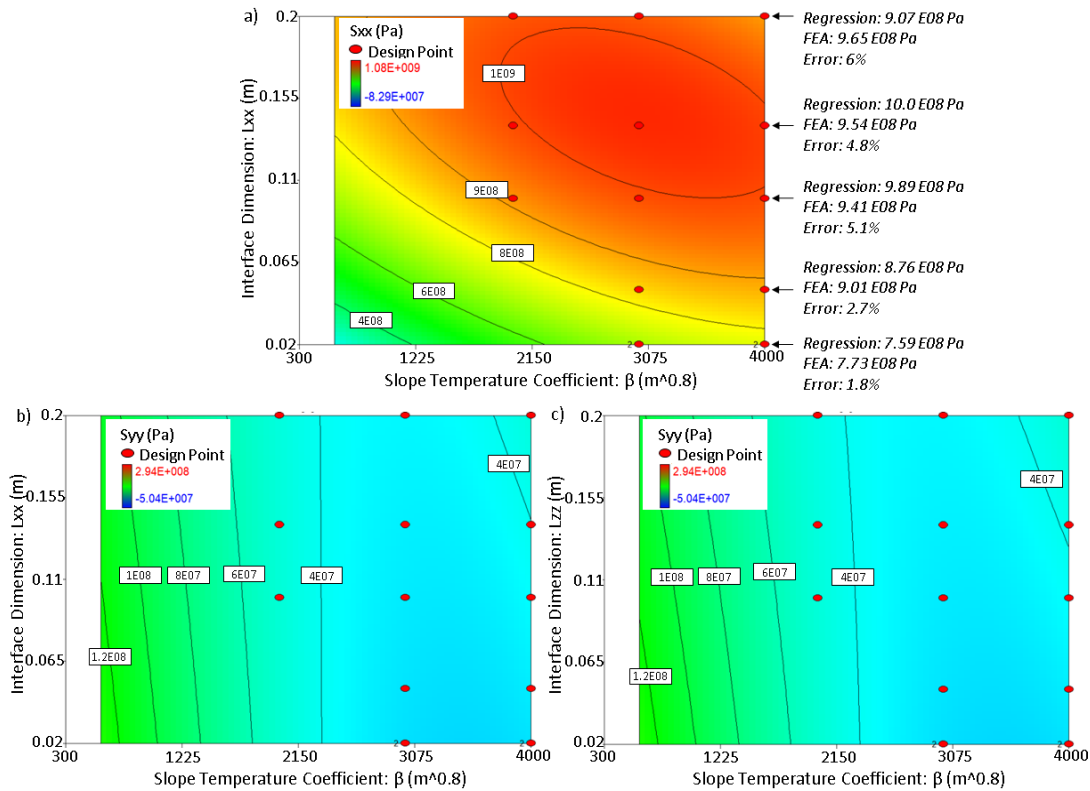 a)
0.2
0.155
0.11
0.065
0.02
Interface Dimension: Lxx (m)
Sxx (Pa)
Design Point
1.08E+009
-8.29E+007
1E09
9E08
8E08
6E08
4E08
2
2
300
1225
2150
3075
4000
Slope Temperature Coefficient: β (m^0.8)
Regression: 9.07 E08 Pa
FEA: 9.65 E08 Pa
Error: 6%
Regression: 10.0 E08 Pa
FEA: 9.54 E08 Pa
Error: 4.8%
Regression: 9.89 E08 Pa
FEA: 9.41 E08 Pa
Error: 5.1%
Regression: 8.76 E08 Pa
FEA: 9.01 E08 Pa
Error: 2.7%
Regression: 7.59 E08 Pa
FEA: 7.73 E08 Pa
Error: 1.8%
b)
0.2
0.155
0.11
0.065
0.02
Interface Dimension: Lxx (m)
Syy (Pa)
Design Point
2.94E+008
-5.04E+007
4E07
1E08
8E07
6E07
4E07
1.2E08
2
2
300
1225
2150
3075
4000
Slope Temperature Coefficient: β (m^0.8)
c)
0.2
0.155
0.11
0.065
0.02
Interface Dimension: Lzz (m)
Syy (Pa)
Design Point
2.94E+008
-5.04E+007
4E07
1E08
8E07
6E07
4E07
1.2E08
2
2
300
1225
2150
3075
4000
Slope Temperature Coefficient: β (m^0.8)